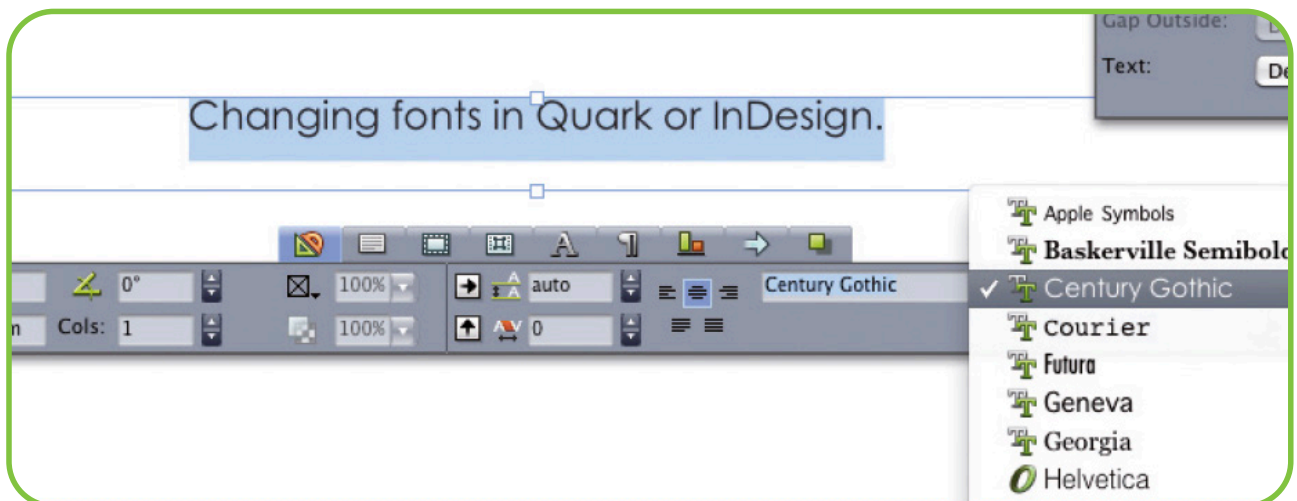 Gap Outside:
Text: De
Changing fonts in Quark or InDesign.
0° 100% auto Century Gothic
Cols: 1 100% 0
Apple Symbols
Baskerville Semibold
Century Gothic
Courier
Futura
Geneva
Georgia
Helvetica